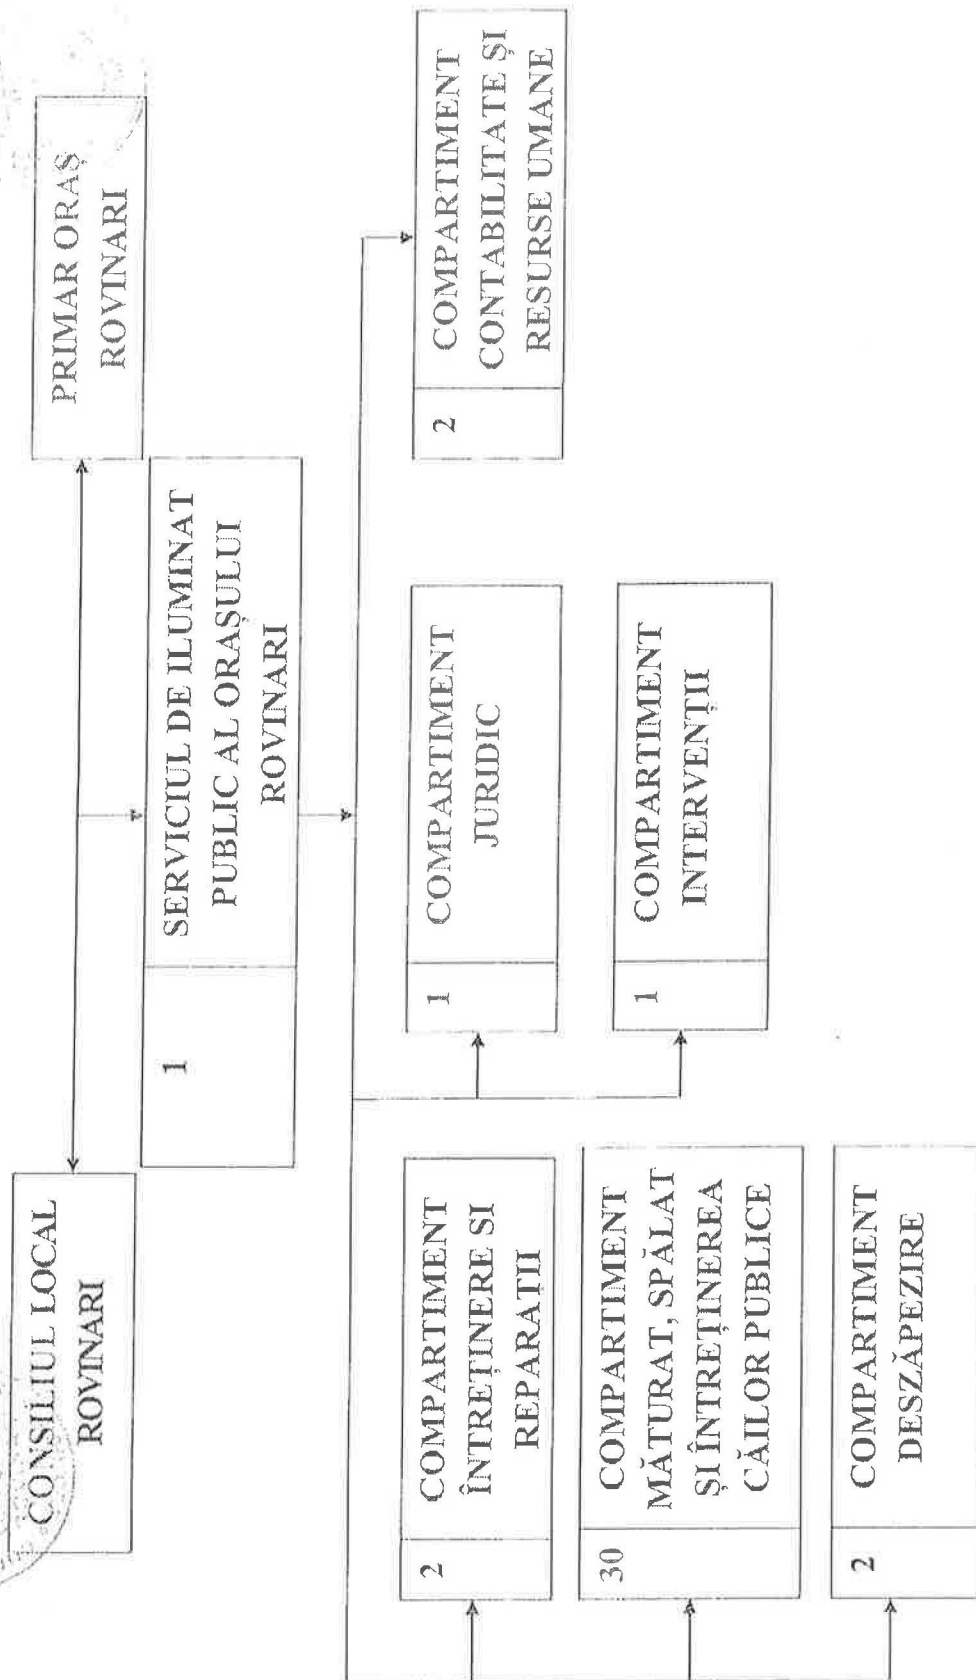 CONSILIUL LOCAL
ROVINARI
PRIMAR ORAȘ
ROVINARI
1
SERVICIUL DE ILUMINAT
PUBLIC AL ORAȘULUI
ROVINARI
2
COMPARTIMENT
ÎNTREȚINERE SI
REPARAȚII
30
COMPARTIMENT
MĂTURAT, SPĂLAT
ȘI ÎNTREȚINEREA
CĂILOR PUBLICE
2
COMPARTIMENT
DESZĂPEZIRE
1
COMPARTIMENT
JURIDIC
1
COMPARTIMENT
INTERVENȚII
2
COMPARTIMENT
CONTABILITATE ȘI
RESURSE UMANE